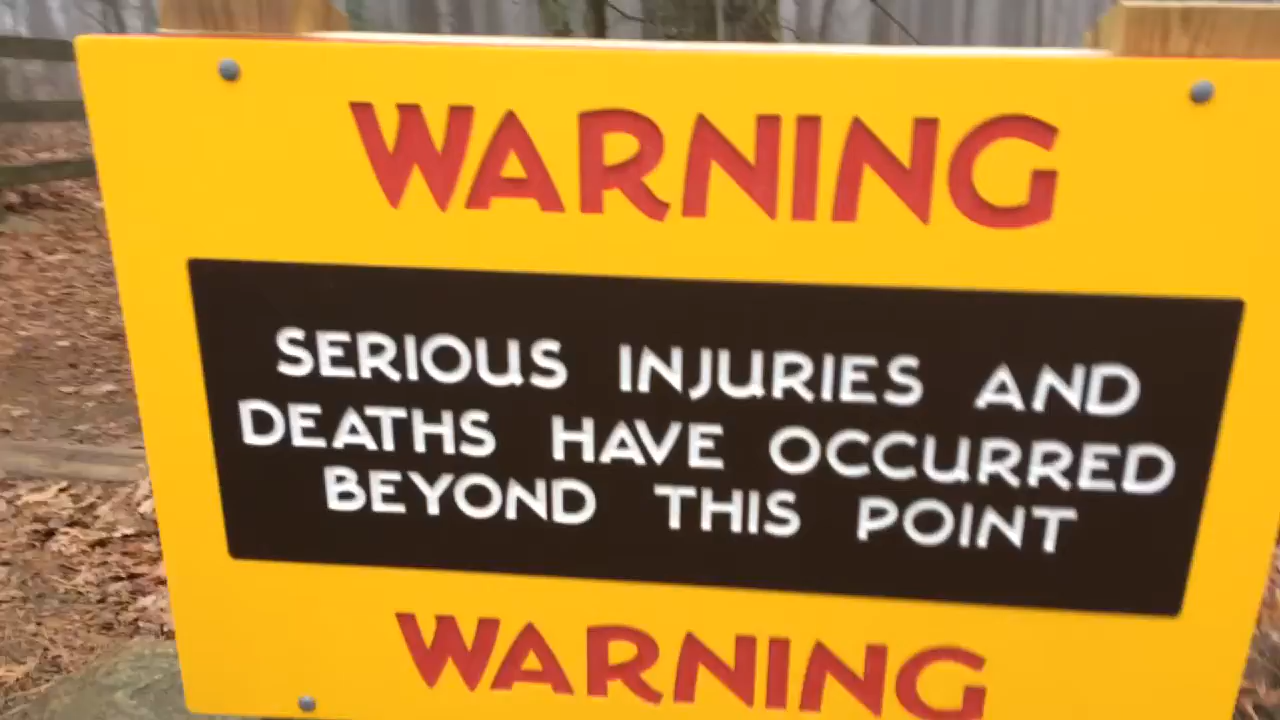 WARNING
SERIOUS INJURIES AND
DEATHS HAVE OCCURRED
BEYOND THIS POINT
WARNING